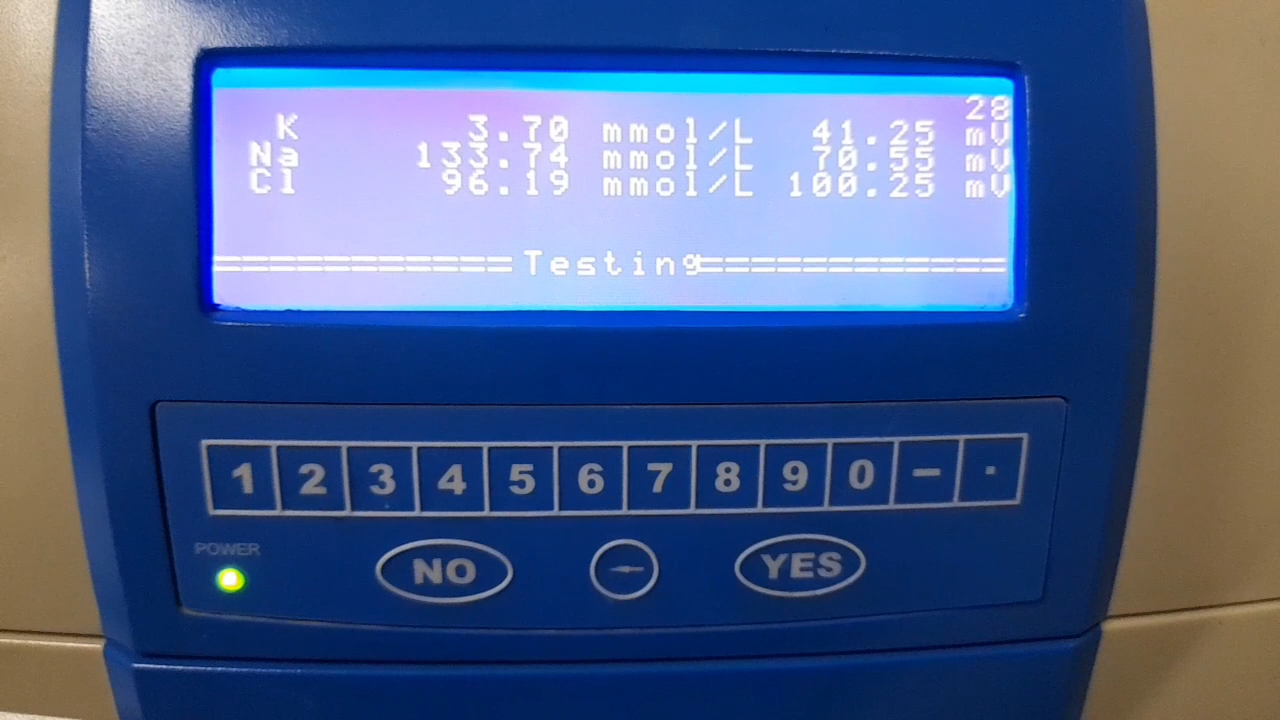 28
K 3.70 mmol/L 41.25 mV
Na 133.74 mmol/L 70.55 mV
Cl 96.19 mmol/L 100.25 mV
===========Testing============
1 2 3 4 5 6 7 8 9 0 – .
POWER
NO ← YES